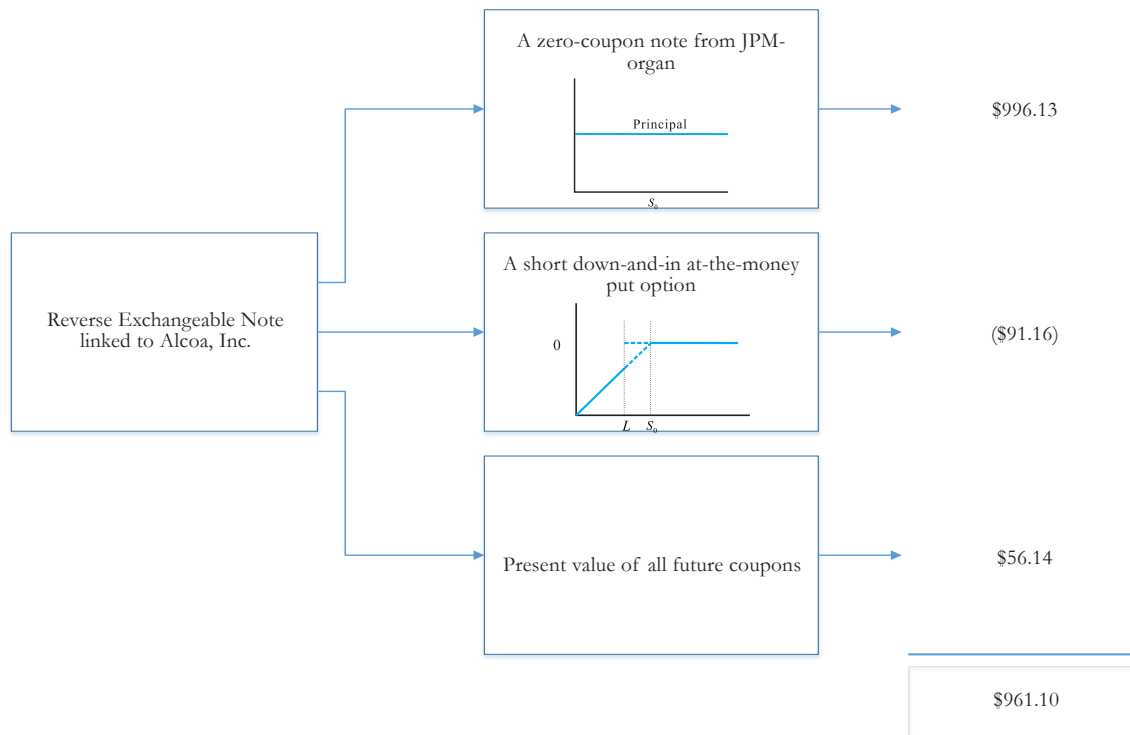 A zero-coupon note from JPM-
organ
Principal
S₀
$996.13
Reverse Exchangeable Note
linked to Alcoa, Inc.
A short down-and-in at-the-money
put option
0
L S₀
($91.16)
Present value of all future coupons
$56.14
$961.10